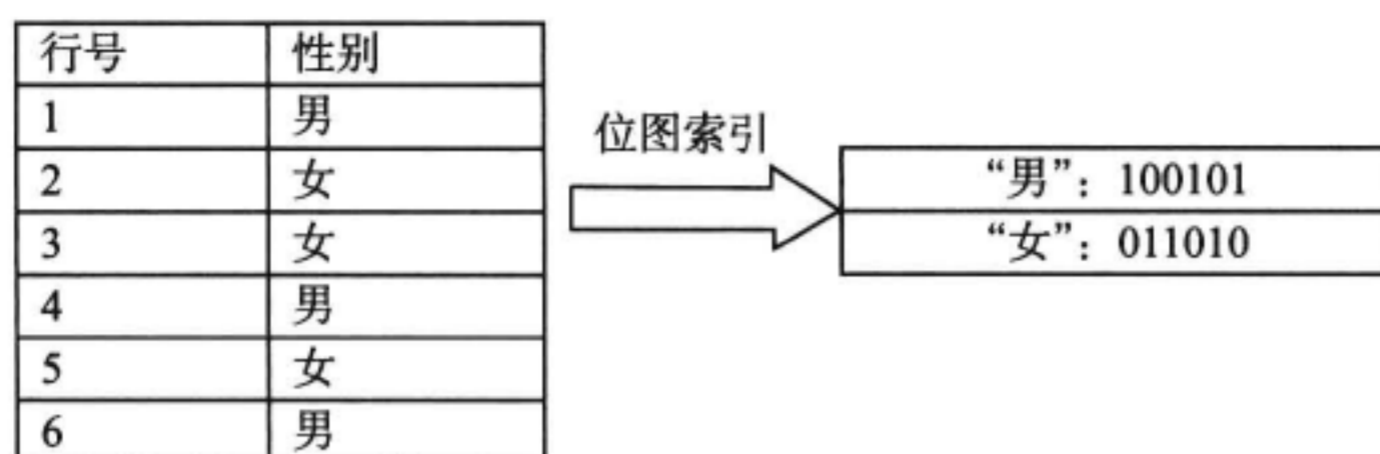 行号 性别
1 男
2 女
3 女
4 男
5 女
6 男
位图索引
“男”：100101
“女”：011010